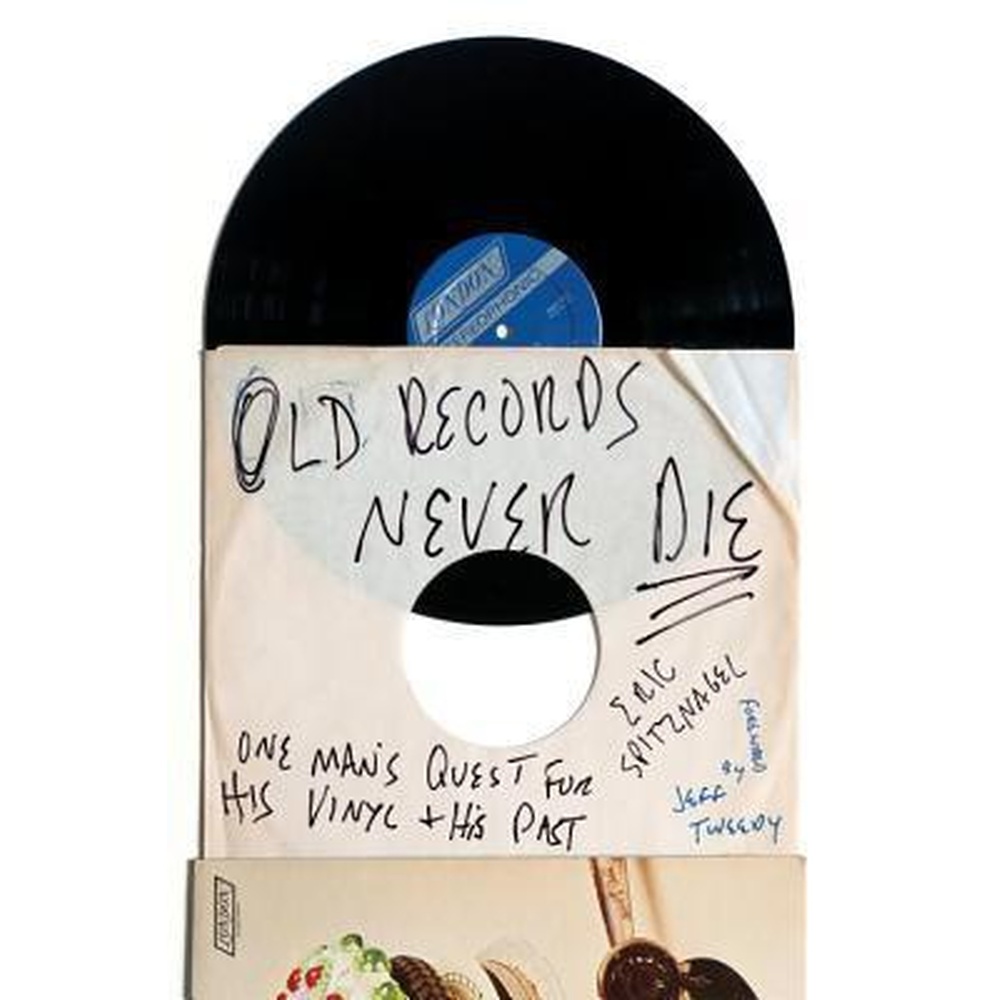 LONDON
STEREOPHONIC
OLD RECORDS
NEVER DIE
ERIC
SPITZNAGEL
FOREWORD
BY
JEFF
TWEEDY
ONE MAN'S QUEST FOR
HIS VINYL + HIS PAST
LONDON